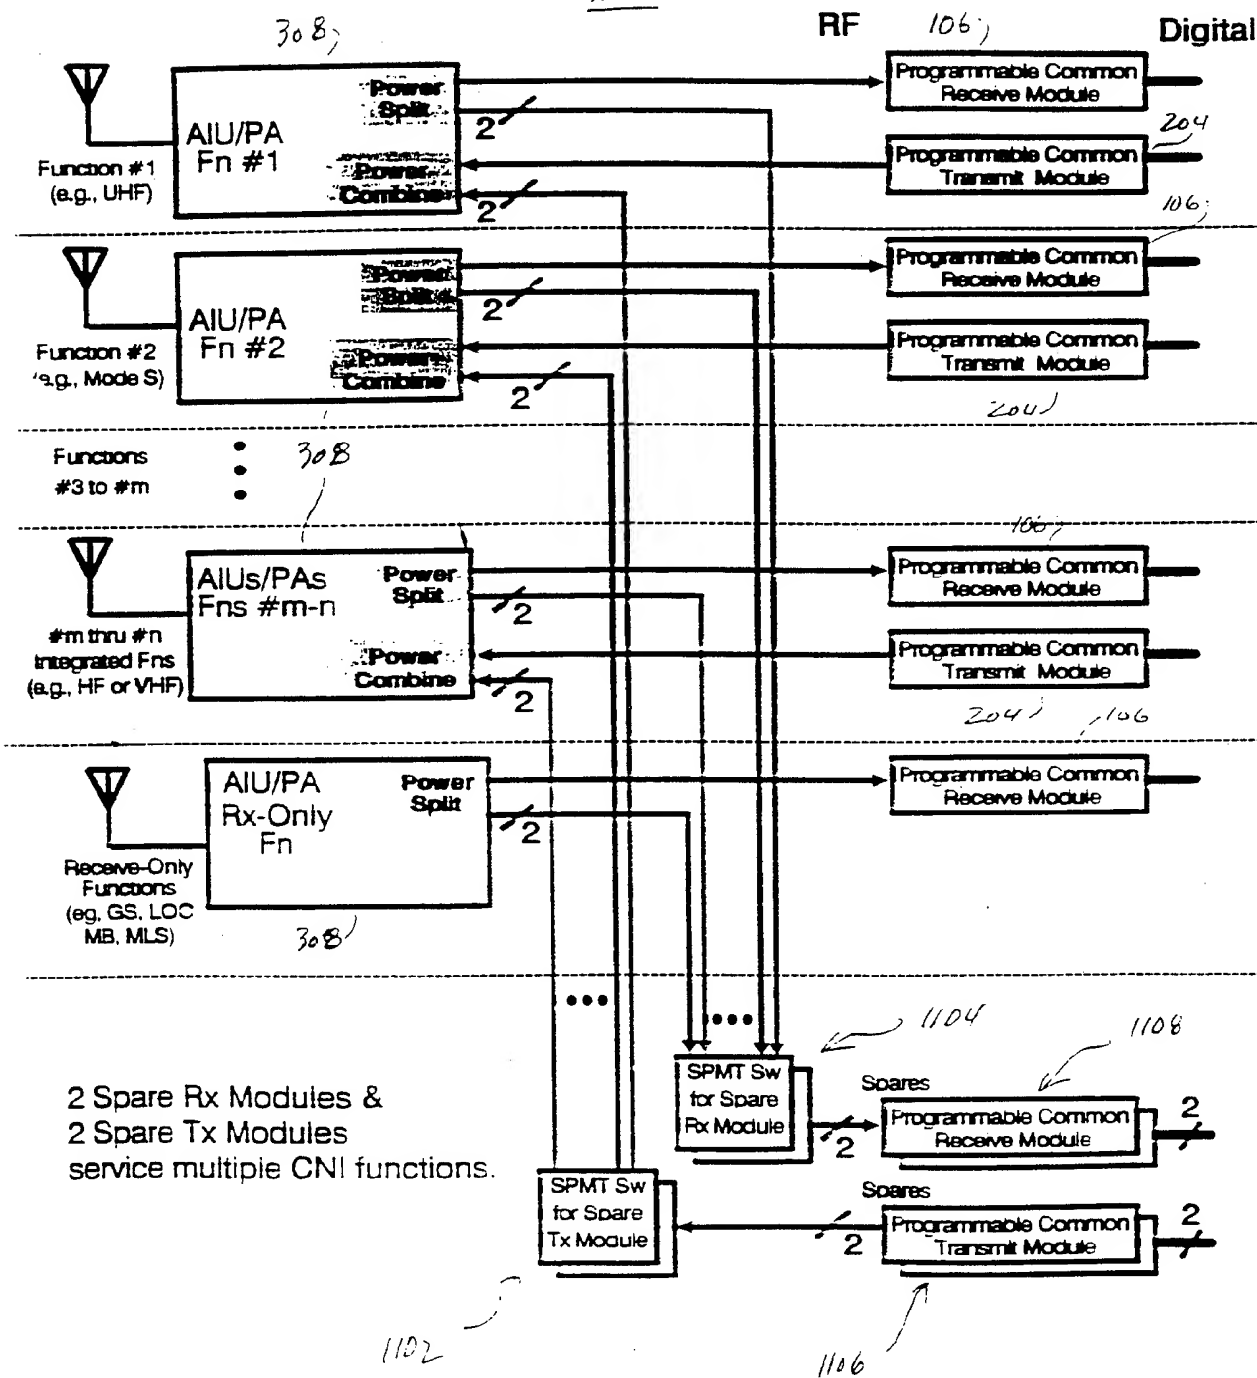 RF
Digital
308
106
AIU/PA
Fn #1
Power
Split
Power
Combine
2
2
Function #1
(e.g., UHF)
Programmable Common
Receive Module
204
Programmable Common
Transmit Module
106
AIU/PA
Fn #2
Power
Split
Power
Combine
2
2
Function #2
e.g., Mode S)
Programmable Common
Receive Module
Programmable Common
Transmit Module
204
Functions
#3 to #m
308
106
AIUs/PAs
Fns #m-n
Power
Split
Power
Combine
2
2
#m thru #n
Integrated Fns
(e.g., HF or VHF)
Programmable Common
Receive Module
Programmable Common
Transmit Module
204
106
AIU/PA
Rx-Only
Fn
Power
Split
2
Receive-Only
Functions
(eg, GS, LOC
MB, MLS)
308
Programmable Common
Receive Module
1104
1108
2 Spare Rx Modules &
2 Spare Tx Modules
service multiple CNI functions.
SPMT Sw
for Spare
Rx Module
2
Spares
Programmable Common
Receive Module
2
SPMT Sw
for Spare
Tx Module
2
Spares
Programmable Common
Transmit Module
2
1102
1106